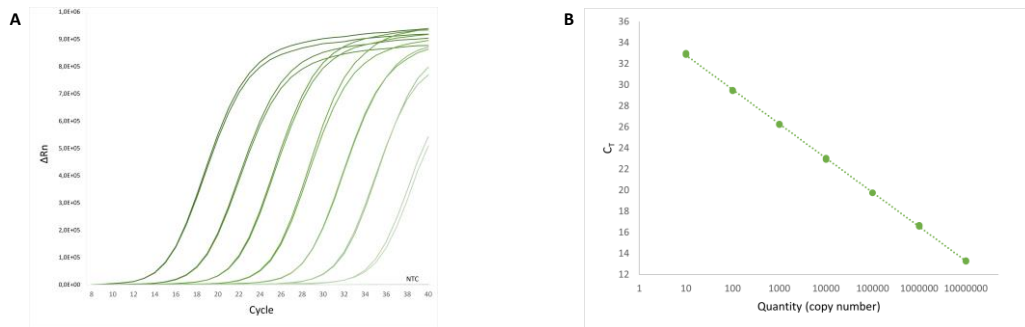 A
1,0E+06
9,0E+05
8,0E+05
7,0E+05
6,0E+05
5,0E+05
4,0E+05
3,0E+05
2,0E+05
1,0E+05
0,0E+00
ΔRn
NTC
8 10 12 14 16 18 20 22 24 26 28 30 32 34 36 38 40
Cycle
B
36
34
32
30
28
26
24
22
20
18
16
14
12
CT
1 10 100 1000 10000 100000 1000000 10000000
Quantity (copy number)